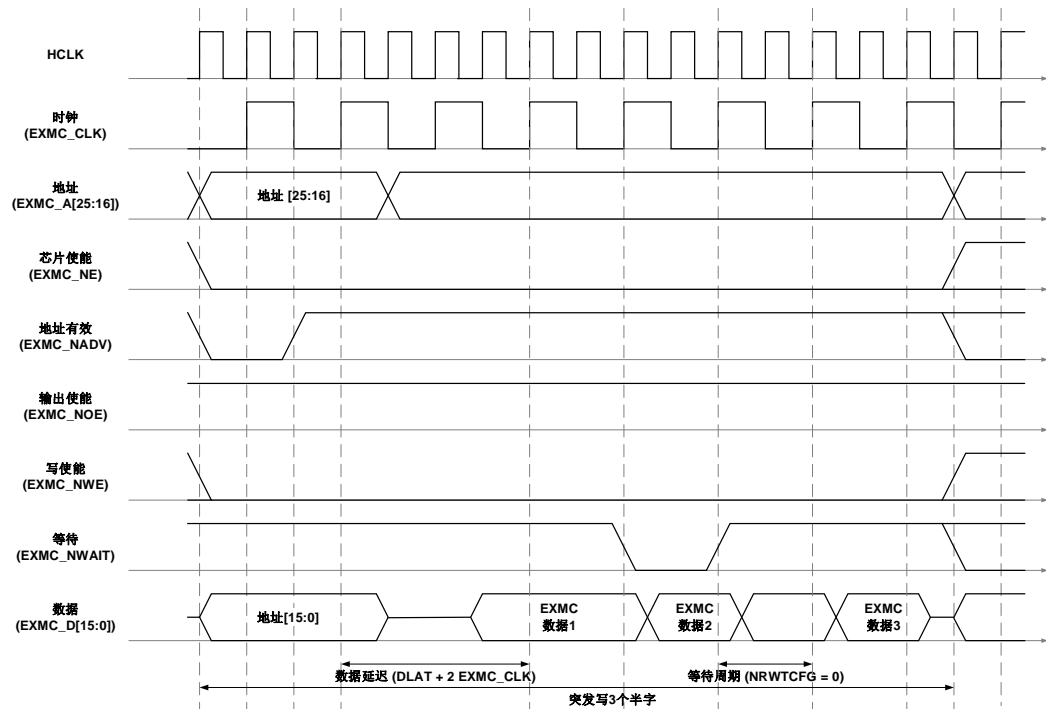 HCLK
时钟
(EXMC_CLK)
地址
(EXMC_A[25:16])
地址 [25:16]
芯片使能
(EXMC_NE)
地址有效
(EXMC_NADV)
输出使能
(EXMC_NOE)
写使能
(EXMC_NWE)
等待
(EXMC_NWAIT)
数据
(EXMC_D[15:0])
地址[15:0]
EXMC
数据1
EXMC
数据2
EXMC
数据3
数据延迟 (DLAT + 2 EXMC_CLK)
等待周期 (NRWTCFG = 0)
突发写3个半字